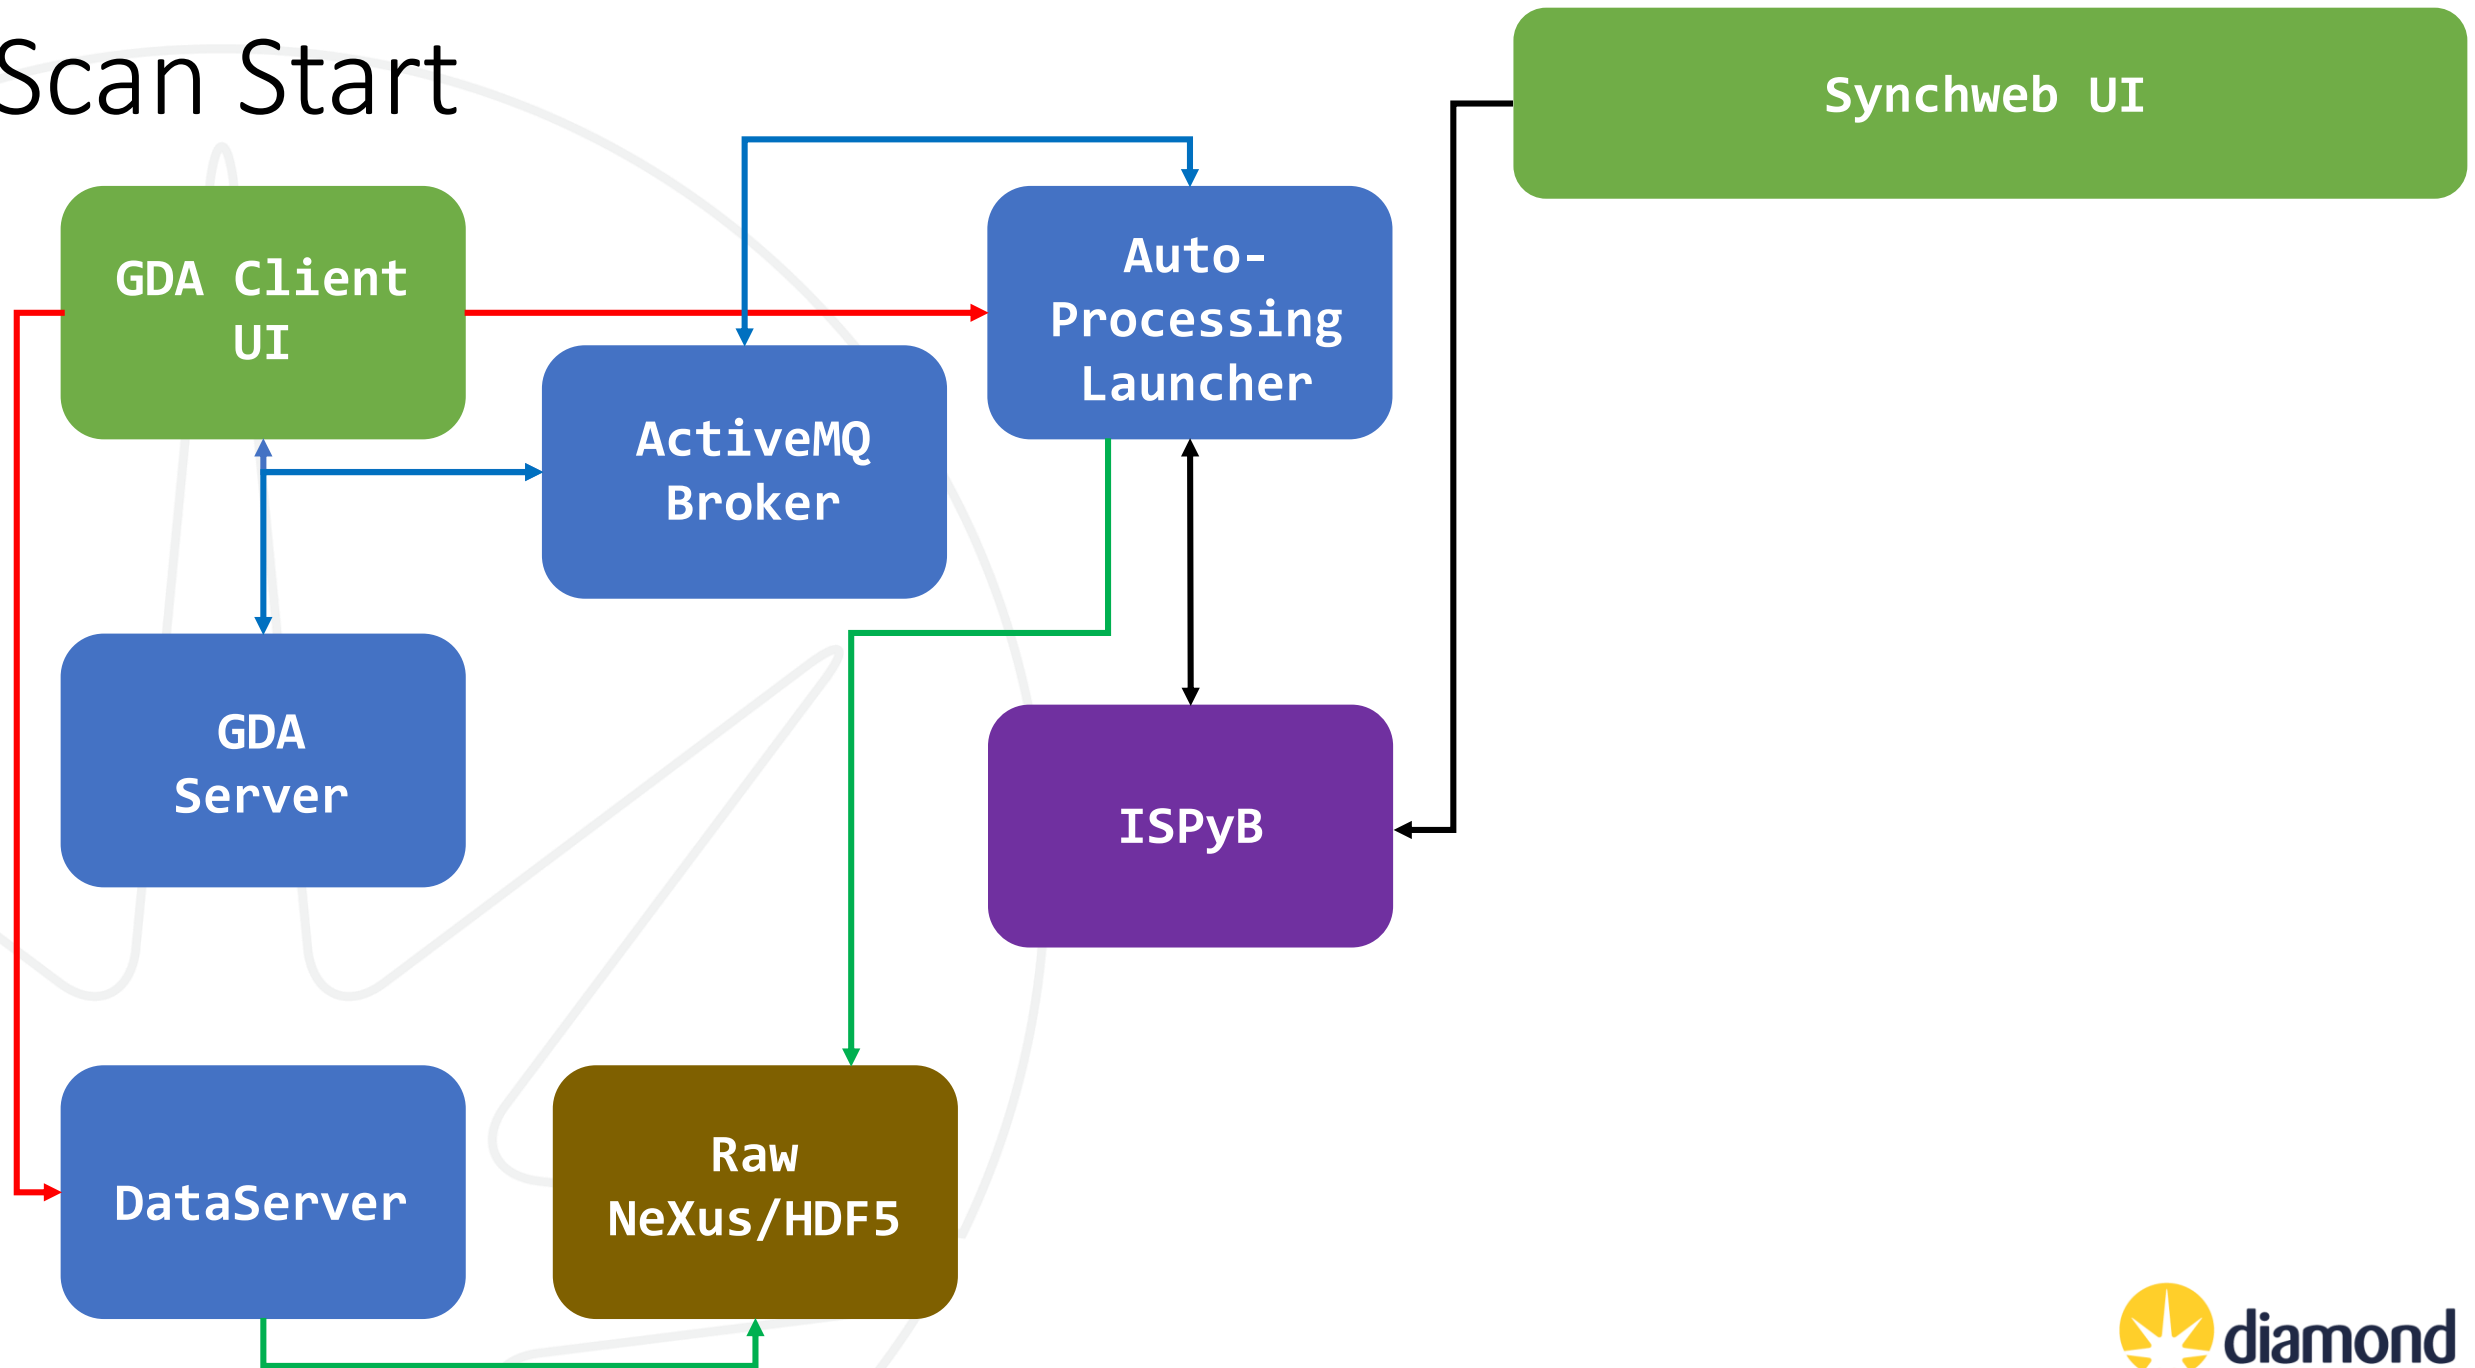 Scan Start
Synchweb UI
GDA Client
UI
Auto-
Processing
Launcher
ActiveMQ
Broker
GDA
Server
ISPyB
DataServer
Raw
NeXus/HDF5
diamond